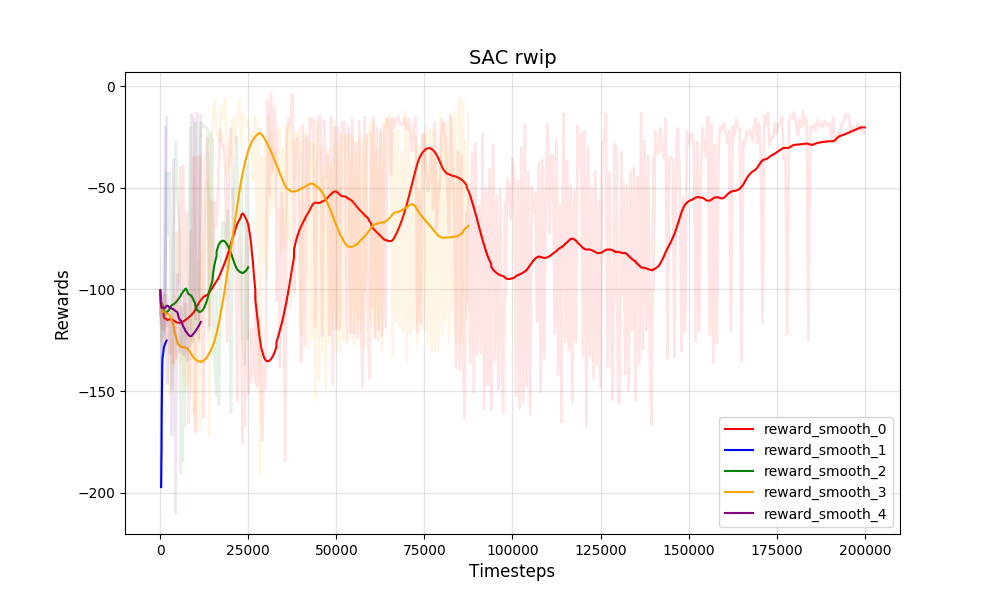 SAC rwip
0
−50
−100
−150
−200
Rewards
reward_smooth_0
reward_smooth_1
reward_smooth_2
reward_smooth_3
reward_smooth_4
0 25000 50000 75000 100000 125000 150000 175000 200000
Timesteps